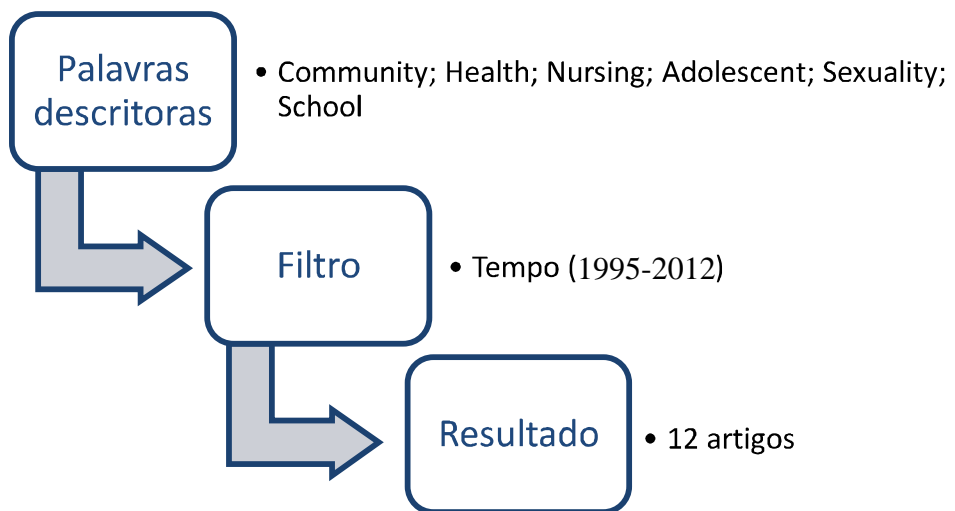 Palavras
descritoras
• Community; Health; Nursing; Adolescent; Sexuality;
School
Filtro
• Tempo (1995-2012)
Resultado
• 12 artigos